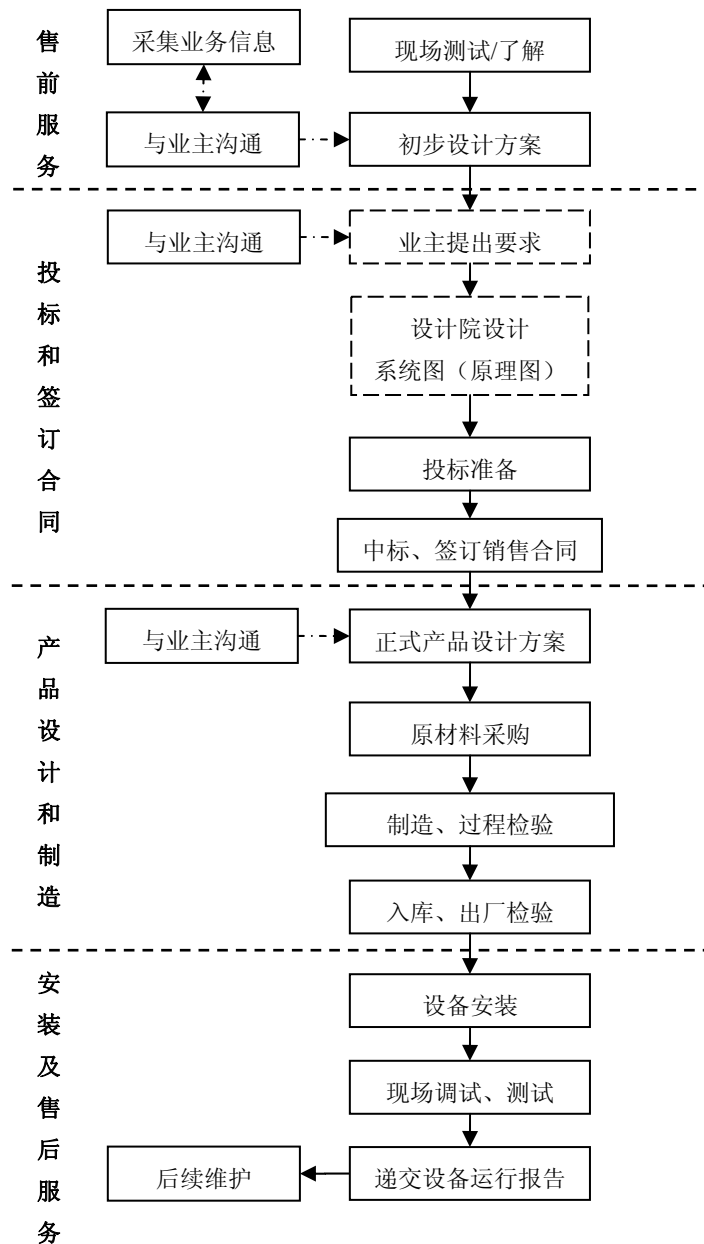 售前服务
采集业务信息
现场测试/了解
与业主沟通
初步设计方案
投标和签订合同
与业主沟通
业主提出要求
设计院设计
系统图（原理图）
投标准备
中标、签订销售合同
产品设计和制造
与业主沟通
正式产品设计方案
原材料采购
制造、过程检验
入库、出厂检验
安装及售后服务
设备安装
现场调试、测试
后续维护
递交设备运行报告